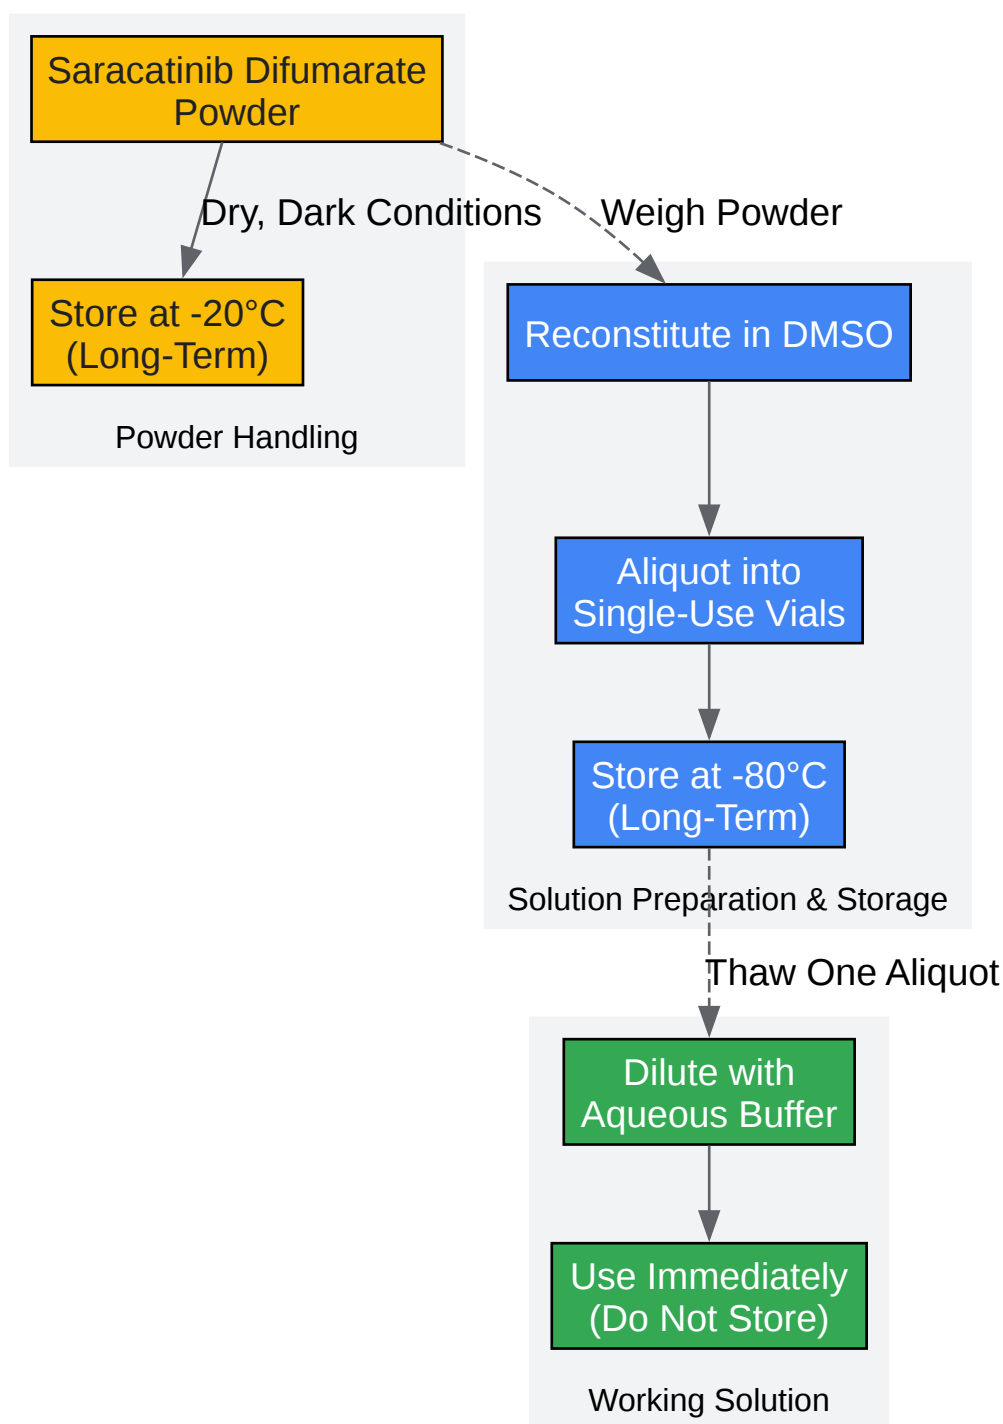 Saracatinib Difumarate
Powder
Dry, Dark Conditions
Weigh Powder
Store at -20°C
(Long-Term)
Powder Handling
Reconstitute in DMSO
Aliquot into
Single-Use Vials
Store at -80°C
(Long-Term)
Solution Preparation & Storage
Thaw One Aliquot
Dilute with
Aqueous Buffer
Use Immediately
(Do Not Store)
Working Solution